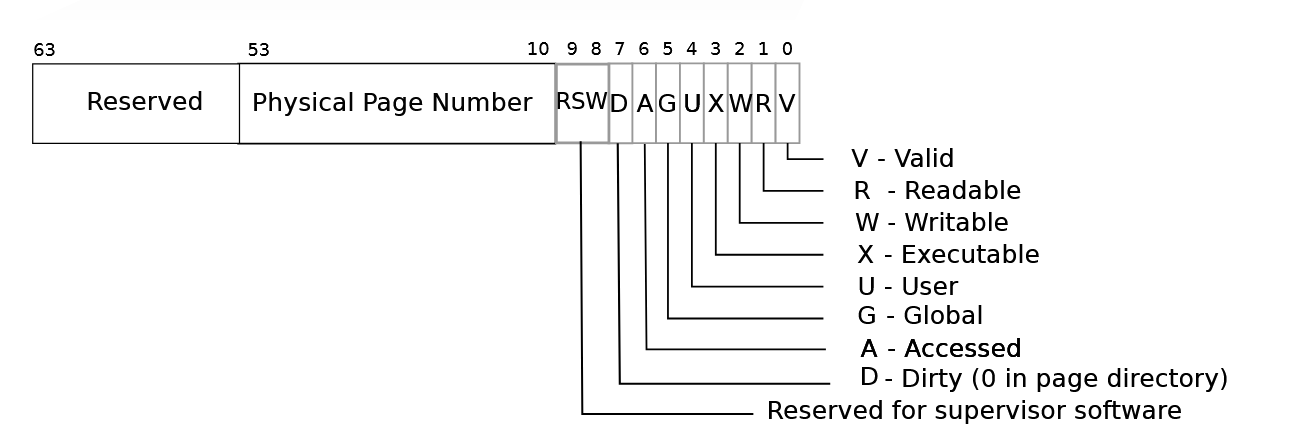 63 53 10 9 8 7 6 5 4 3 2 1 0
Reserved Physical Page Number RSW D A G U X W R V
V - Valid
R - Readable
W - Writable
X - Executable
U - User
G - Global
A - Accessed
D - Dirty (0 in page directory)
Reserved for supervisor software